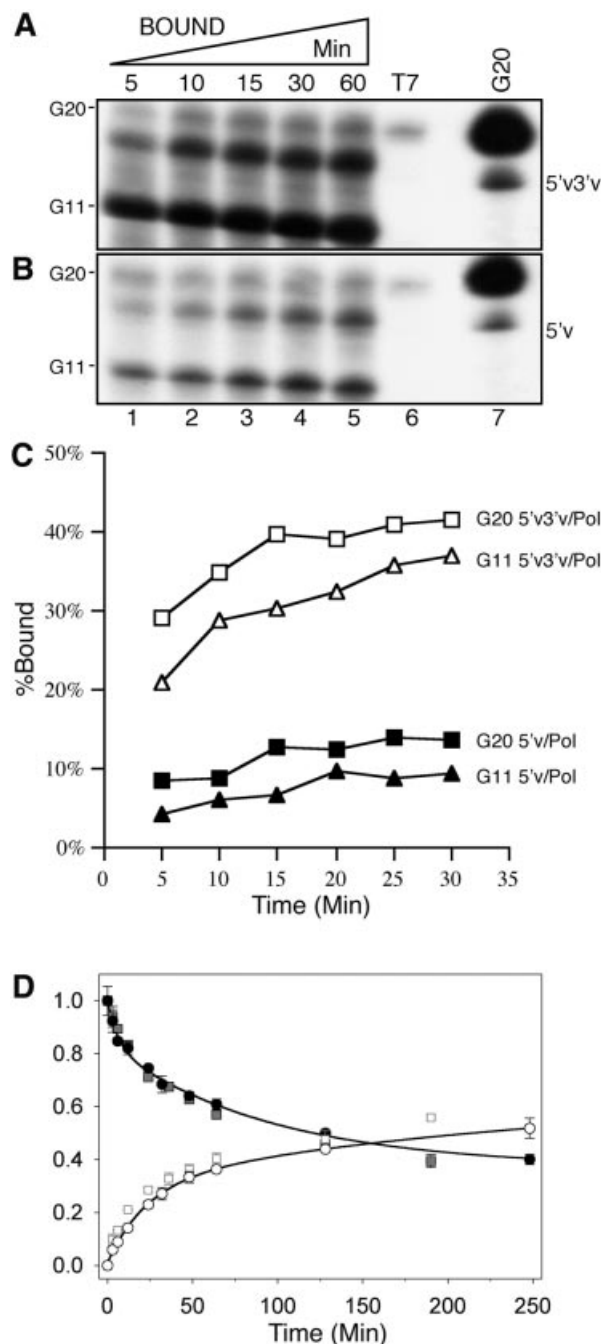 A
BOUND
Min
5 10 15 30 60 T7 G20
G20
5'v3'v
G11
B
G20
5'v
G11
1 2 3 4 5 6 7
C
50%
40%
30%
20%
10%
0%
%Bound
G20 5'v3'v/Pol
G11 5'v3'v/Pol
G20 5'v/Pol
G11 5'v/Pol
0 5 10 15 20 25 30 35
Time (Min)
D
1.0
0.8
0.6
0.4
0.2
0.0
0 50 100 150 200 250
Time (Min)